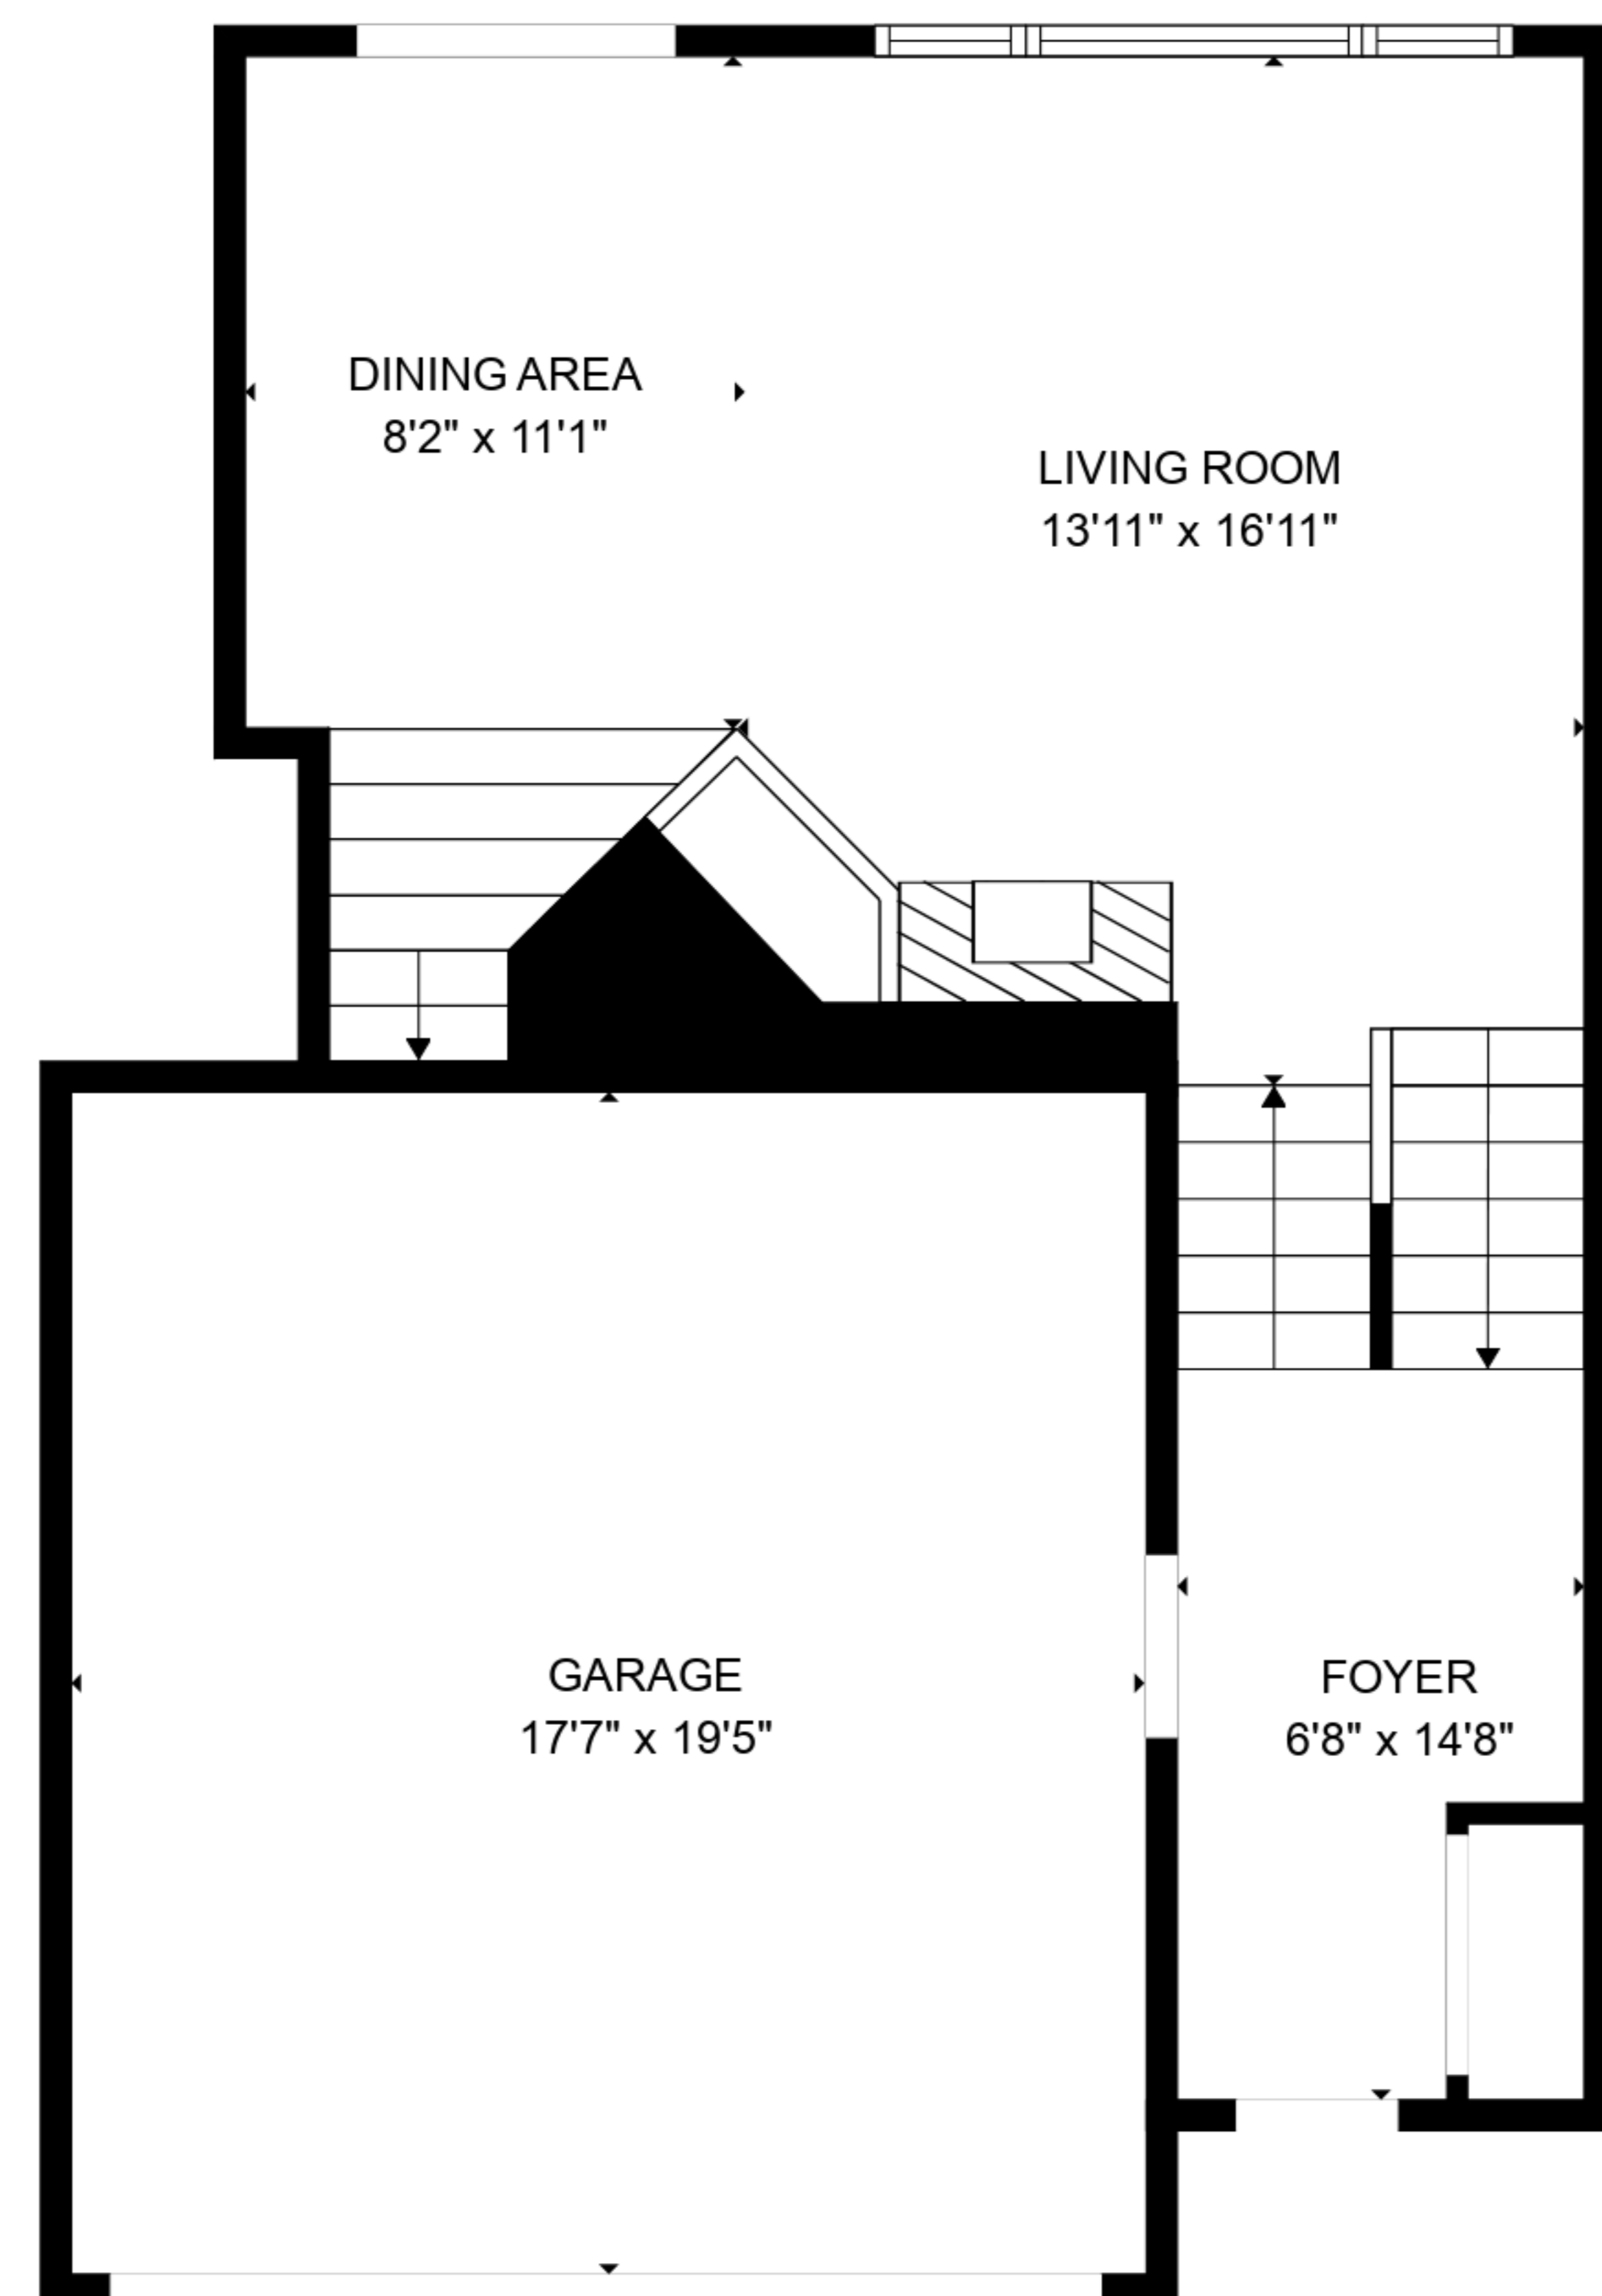 DINING AREA
8'2" x 11'1"
LIVING ROOM
13'11" x 16'11"
GARAGE
17'7" x 19'5"
FOYER
6'8" x 14'8"